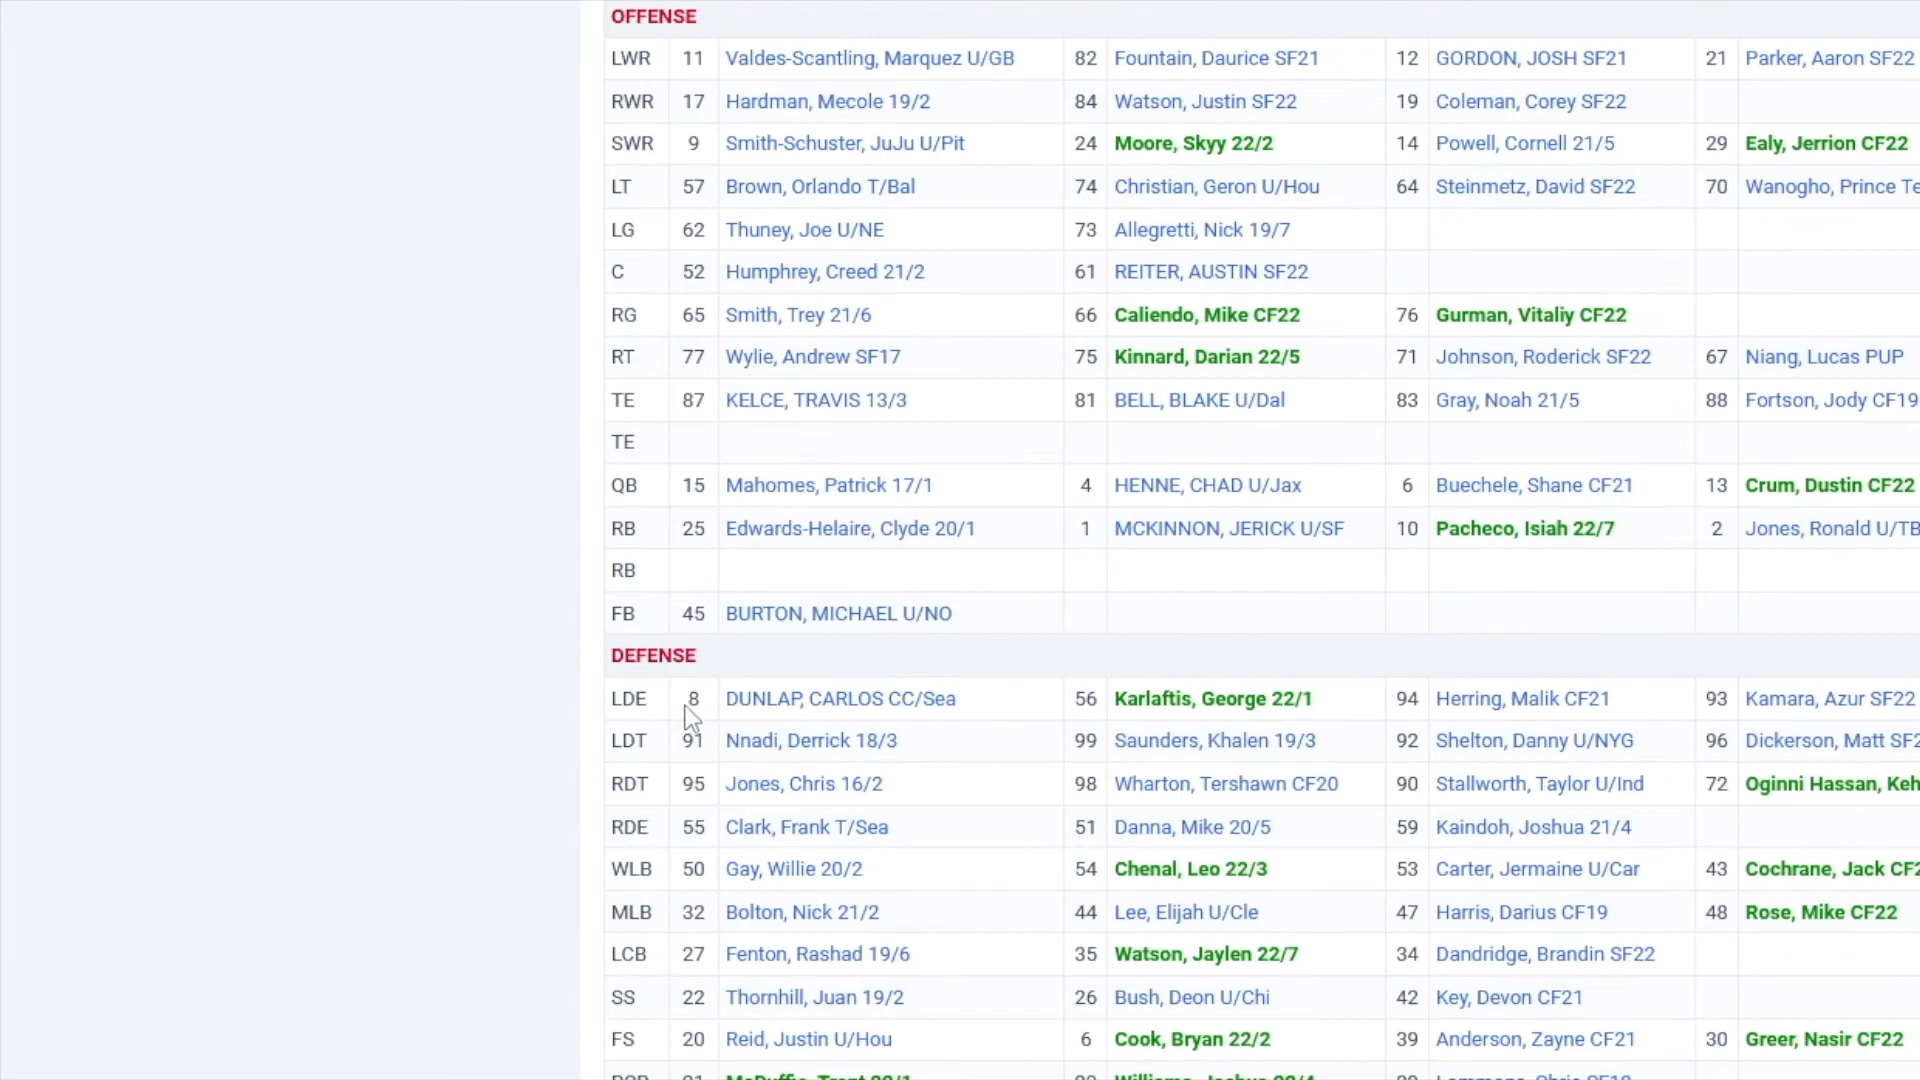 OFFENSE
LWR 11 Valdes-Scantling, Marquez U/GB 82 Fountain, Daurice SF21 12 GORDON, JOSH SF21 21 Parker, Aaron SF22
RWR 17 Hardman, Mecole 19/2 84 Watson, Justin SF22 19 Coleman, Corey SF22
SWR 9 Smith-Schuster, JuJu U/Pit 24 Moore, Skyy 22/2 14 Powell, Cornell 21/5 29 Ealy, Jerrion CF22
LT 57 Brown, Orlando T/Bal 74 Christian, Geron U/Hou 64 Steinmetz, David SF22 70 Wanogho, Prince Te
LG 62 Thuney, Joe U/NE 73 Allegretti, Nick 19/7
C 52 Humphrey, Creed 21/2 61 REITER, AUSTIN SF22
RG 65 Smith, Trey 21/6 66 Caliendo, Mike CF22 76 Gurman, Vitaliy CF22
RT 77 Wylie, Andrew SF17 75 Kinnard, Darian 22/5 71 Johnson, Roderick SF22 67 Niang, Lucas PUP
TE 87 KELCE, TRAVIS 13/3 81 BELL, BLAKE U/Dal 83 Gray, Noah 21/5 88 Fortson, Jody CF19
TE
QB 15 Mahomes, Patrick 17/1 4 HENNE, CHAD U/Jax 6 Buechele, Shane CF21 13 Crum, Dustin CF22
RB 25 Edwards-Helaire, Clyde 20/1 1 MCKINNON, JERICK U/SF 10 Pacheco, Isiah 22/7 2 Jones, Ronald U/TB
RB
FB 45 BURTON, MICHAEL U/NO
DEFENSE
LDE 8 DUNLAP, CARLOS CC/Sea 56 Karlaftis, George 22/1 94 Herring, Malik CF21 93 Kamara, Azur SF22
LDT 91 Nnadi, Derrick 18/3 99 Saunders, Khalen 19/3 92 Shelton, Danny U/NYG 96 Dickerson, Matt SF2
RDT 95 Jones, Chris 16/2 98 Wharton, Tershawn CF20 90 Stallworth, Taylor U/Ind 72 Oginni Hassan, Keh
RDE 55 Clark, Frank T/Sea 51 Danna, Mike 20/5 59 Kaindoh, Joshua 21/4
WLB 50 Gay, Willie 20/2 54 Chenal, Leo 22/3 53 Carter, Jermaine U/Car 43 Cochrane, Jack CF2
MLB 32 Bolton, Nick 21/2 44 Lee, Elijah U/Cle 47 Harris, Darius CF19 48 Rose, Mike CF22
LCB 27 Fenton, Rashad 19/6 35 Watson, Jaylen 22/7 34 Dandridge, Brandin SF22
SS 22 Thornhill, Juan 19/2 26 Bush, Deon U/Chi 42 Key, Devon CF21
FS 20 Reid, Justin U/Hou 6 Cook, Bryan 22/2 39 Anderson, Zayne CF21 30 Greer, Nasir CF22